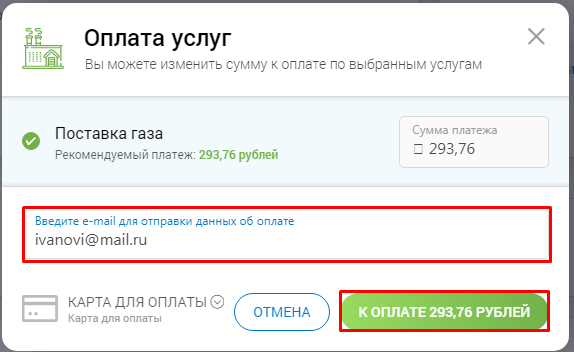 Оплата услуг
Вы можете изменить сумму к оплате по выбранным услугам
Поставка газа
Рекомендуемый платеж: 293,76 рублей
Сумма платежа
293,76
Введите e-mail для отправки данных об оплате
ivanovi@mail.ru
КАРТА ДЛЯ ОПЛАТЫ
Карта для оплаты
ОТМЕНА
К ОПЛАТЕ 293,76 РУБЛЕЙ